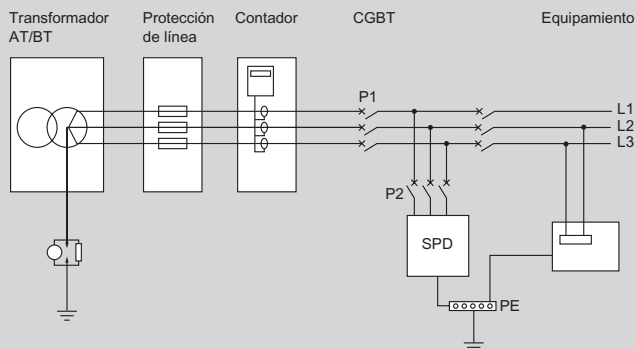 Transformador
AT/BT
Protección
de línea
Contador
CGBT
Equipamiento
P1
L1
L2
L3
P2
SPD
PE